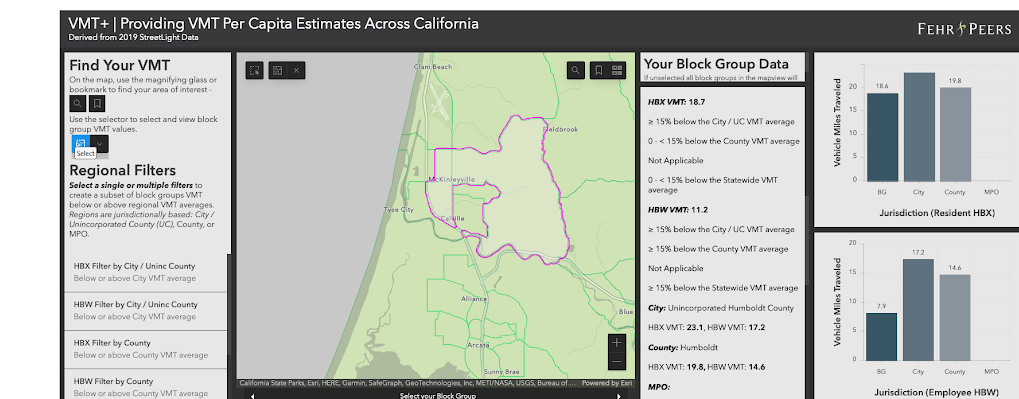 VMT+ | Providing VMT Per Capita Estimates Across California
Derived from 2019 StreetLight Data
FEHR PEERS
Find Your VMT
On the map, use the magnifying glass or
bookmark to find your area of interest -
Use the selector to select and view block
group VMT values.
Select
Regional Filters
Select a single or multiple filters to
create a subset of block groups VMT
below or above regional VMT averages.
Regions are jurisdictionally based: City /
Unincorporated County (UC), County, or
MPO.
HBX Filter by City / Uninc County
Below or above City VMT average
HBW Filter by City / Uninc County
Below or above City VMT average
HBX Filter by County
Below or above County VMT average
HBW Filter by County
Below or above County VMT average
Clam Beach
Fieldbrook
McKinleyville
Tyee City
Calville
Alliance
Blue
Arcata
Sunny Brae
California State Parks, Esri, HERE, Garmin, SafeGraph, GeoTechnologies, Inc, METI/NASA, USGS, Bureau of ...
Powered by Esri
Select your Block Group
Your Block Group Data
If unselected all block groups in the mapview will
HBX VMT: 18.7
≥ 15% below the City / UC VMT average
0 - < 15% below the County VMT average
Not Applicable
0 - < 15% below the Statewide VMT
average
HBW VMT: 11.2
≥ 15% below the City / UC VMT average
≥ 15% below the County VMT average
Not Applicable
≥ 15% below the Statewide VMT average
City: Unincorporated Humboldt County
HBX VMT: 23.1, HBW VMT: 17.2
County: Humboldt
HBX VMT: 19.8, HBW VMT: 14.6
MPO:
Vehicle Miles Traveled
20
15
10
5
0
18.6
19.8
BG
City
County
MPO
Jurisdiction (Resident HBX)
Vehicle Miles Traveled
20
15
10
5
0
7.9
17.2
14.6
BG
City
County
MPO
Jurisdiction (Employee HBW)